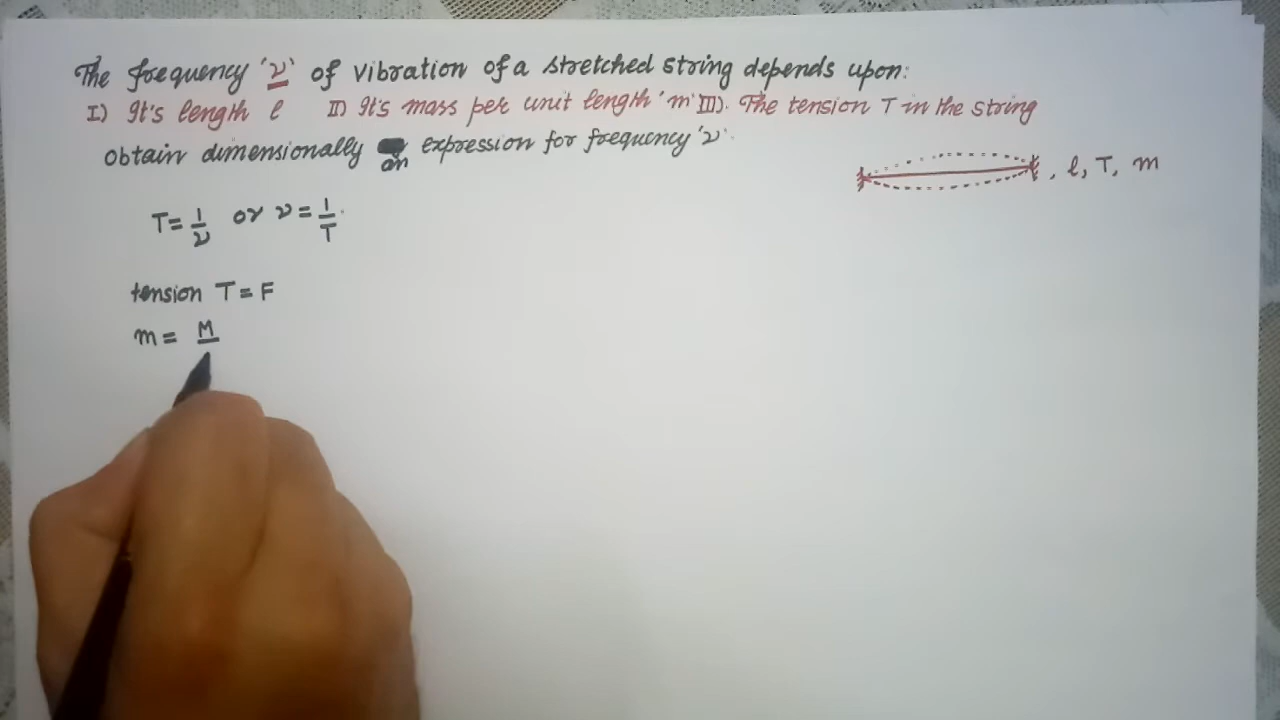 The frequency 'ν' of vibration of a stretched string depends upon:
I) It's length l II) It's mass per unit length 'm' III). The tension T in the string
Obtain dimensionally an expression for frequency 'ν'.
, l, T, m
T = 1/ν or ν = 1/T.
tension T = F
m = M